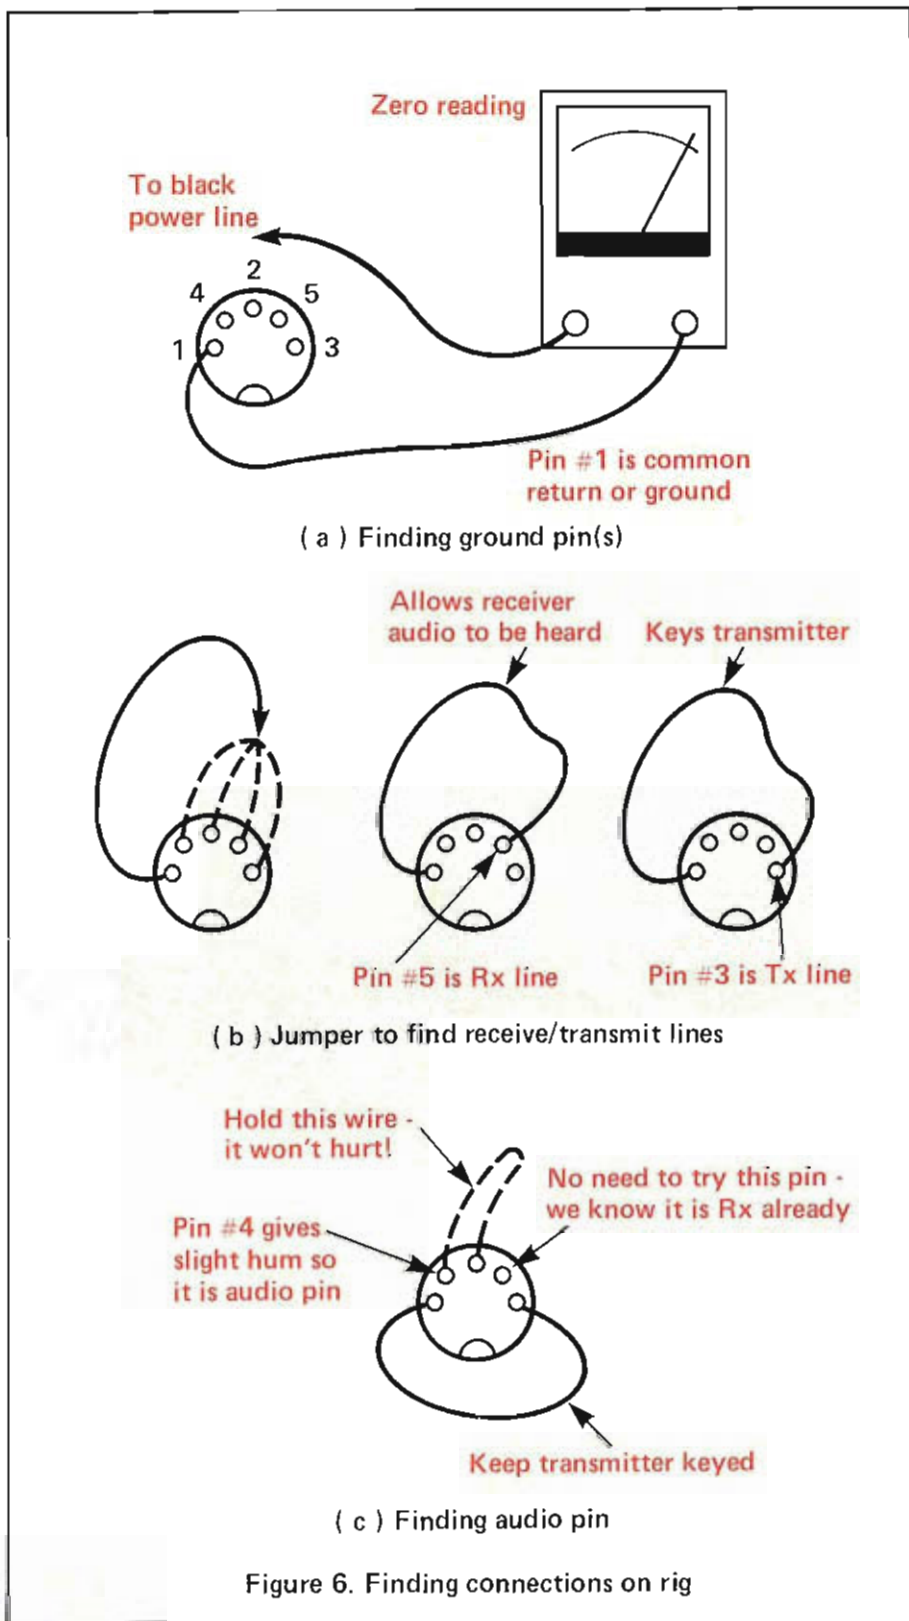 Zero reading
To black
power line
2
4
5
1
3
Pin #1 is common
return or ground
( a ) Finding ground pin(s)
Allows receiver
audio to be heard
Keys transmitter
Pin #5 is Rx line
Pin #3 is Tx line
( b ) Jumper to find receive/transmit lines
Hold this wire -
it won't hurt!
No need to try this pin -
we know it is Rx already
Pin #4 gives
slight hum so
it is audio pin
Keep transmitter keyed
( c ) Finding audio pin
Figure 6. Finding connections on rig